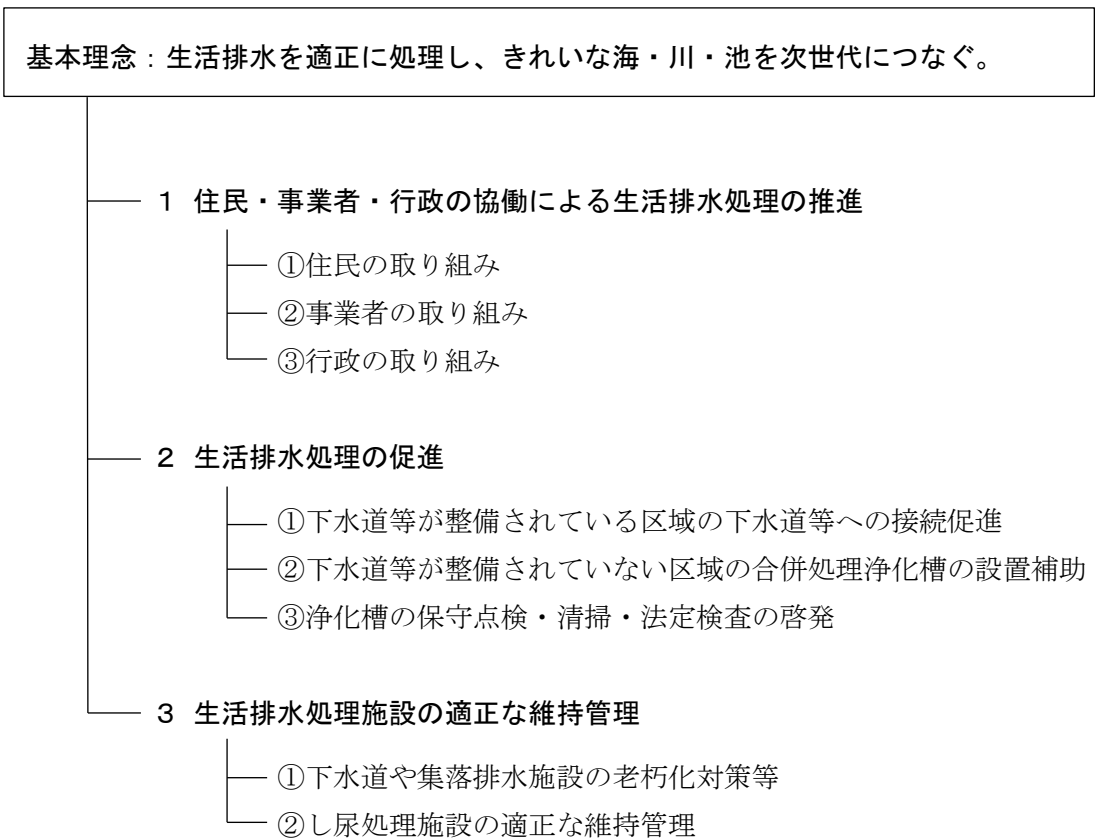 基本理念：生活排水を適正に処理し、きれいな海・川・池を次世代につなぐ。
１ 住民・事業者・行政の協働による生活排水処理の推進
①住民の取り組み
②事業者の取り組み
③行政の取り組み
２ 生活排水処理の促進
①下水道等が整備されている区域の下水道等への接続促進
②下水道等が整備されていない区域の合併処理浄化槽の設置補助
③浄化槽の保守点検・清掃・法定検査の啓発
３ 生活排水処理施設の適正な維持管理
①下水道や集落排水施設の老朽化対策等
②し尿処理施設の適正な維持管理